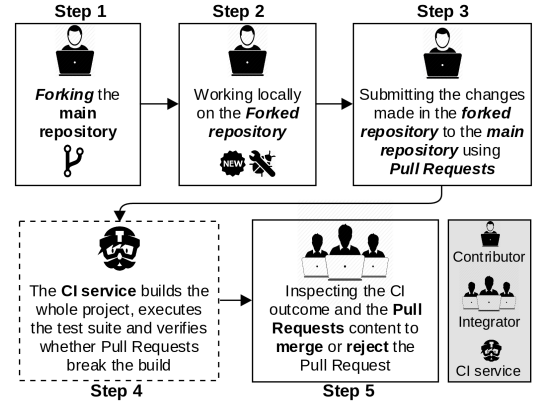 Step 1
Forking the
main
repository
Step 2
Working locally
on the Forked
repository
NEW
Step 3
Submitting the changes
made in the forked
repository to the main
repository using
Pull Requests
The CI service builds the
whole project, executes
the test suite and verifies
whether Pull Requests
break the build
Step 4
Inspecting the CI
outcome and the Pull
Requests content to
merge or reject the
Pull Request
Step 5
Contributor
Integrator
CI service